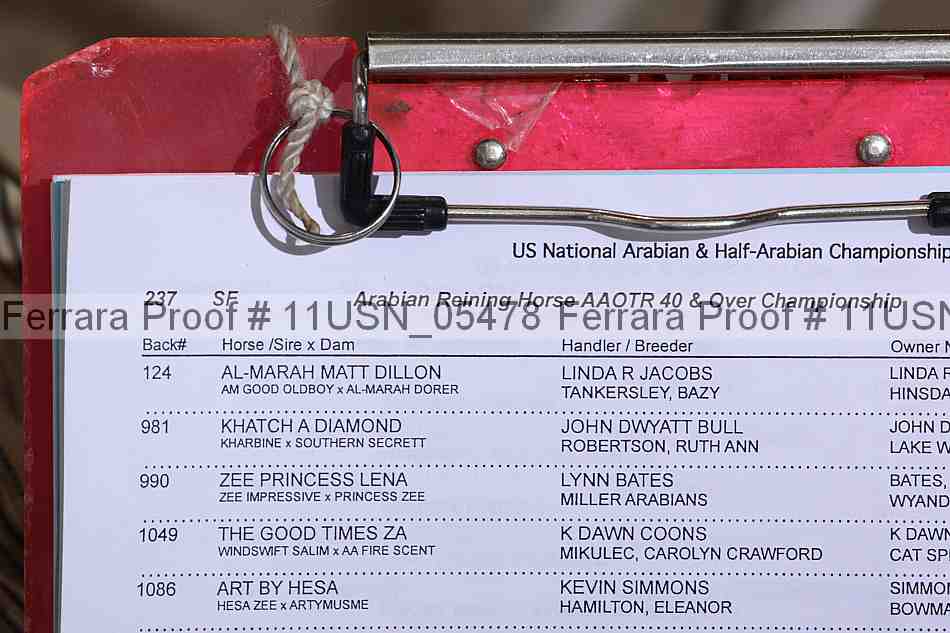 US National Arabian & Half-Arabian Championship
237 SF Arabian Reining Horse AAOTR 40 & Over Championship
Ferrara Proof # 11USN_05478 Ferrara Proof # 11USN
Back# Horse /Sire x Dam Handler / Breeder Owner
124 AL-MARAH MATT DILLON LINDA R JACOBS LINDA R
AM GOOD OLDBOY x AL-MARAH DORER TANKERSLEY, BAZY HINSDA
981 KHATCH A DIAMOND JOHN DWYATT BULL JOHN D
KHARBINE x SOUTHERN SECRETT ROBERTSON, RUTH ANN LAKE W
990 ZEE PRINCESS LENA LYNN BATES BATES,
ZEE IMPRESSIVE x PRINCESS ZEE MILLER ARABIANS WYAND
1049 THE GOOD TIMES ZA K DAWN COONS K DAWN
WINDSWIFT SALIM x AA FIRE SCENT MIKULEC, CAROLYN CRAWFORD CAT SP
1086 ART BY HESA KEVIN SIMMONS SIMMO
HESA ZEE x ARTYMUSME HAMILTON, ELEANOR BOWMA